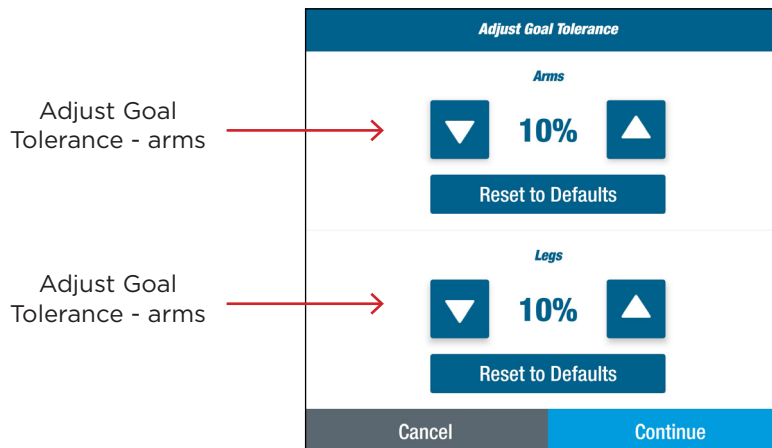 Adjust Goal Tolerance
Arms
Adjust Goal
Tolerance - arms
10%
Reset to Defaults
Legs
Adjust Goal
Tolerance - arms
10%
Reset to Defaults
Cancel
Continue